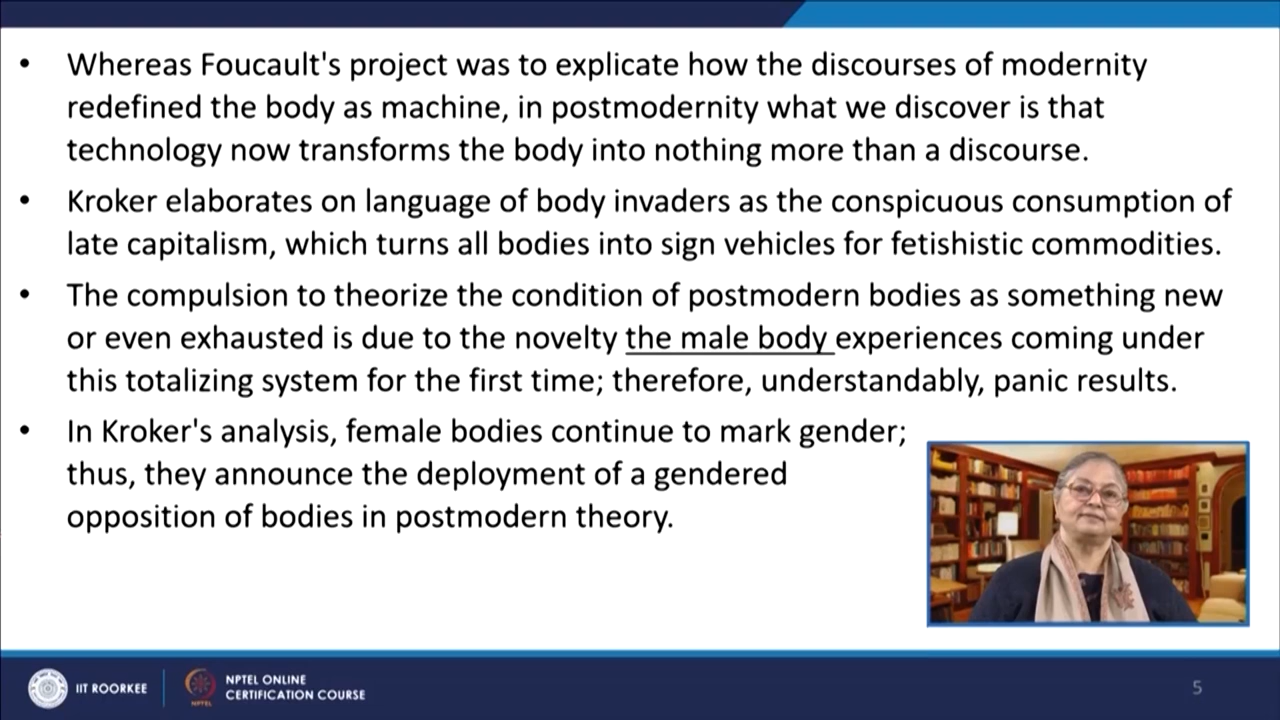 • Whereas Foucault's project was to explicate how the discourses of modernity
redefined the body as machine, in postmodernity what we discover is that
technology now transforms the body into nothing more than a discourse.
• Kroker elaborates on language of body invaders as the conspicuous consumption of
late capitalism, which turns all bodies into sign vehicles for fetishistic commodities.
• The compulsion to theorize the condition of postmodern bodies as something new
or even exhausted is due to the novelty the male body experiences coming under
this totalizing system for the first time; therefore, understandably, panic results.
• In Kroker's analysis, female bodies continue to mark gender;
thus, they announce the deployment of a gendered
opposition of bodies in postmodern theory.
IIT ROORKEE
NPTEL
NPTEL ONLINE
CERTIFICATION COURSE
5